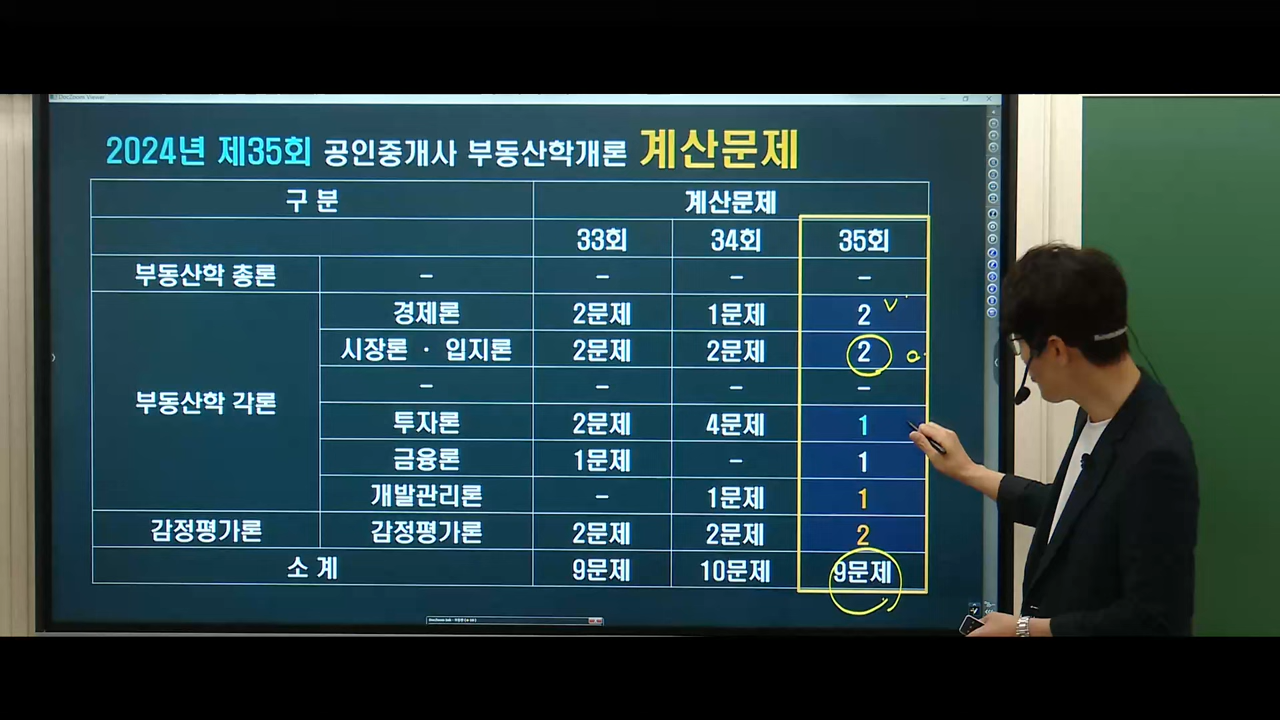 DocZoom Viewer
2024년 제35회 공인중개사 부동산학개론 계산문제
구 분 계산문제
33회 34회 35회
부동산학 총론 - - - -
부동산학 각론
경제론 2문제 1문제 2 V
시장론 · 입지론 2문제 2문제 2 a
- - - -
투자론 2문제 4문제 1
금융론 1문제 - 1
개발관리론 - 1문제 1
감정평가론 감정평가론 2문제 2문제 2
소 계 9문제 10문제 9문제